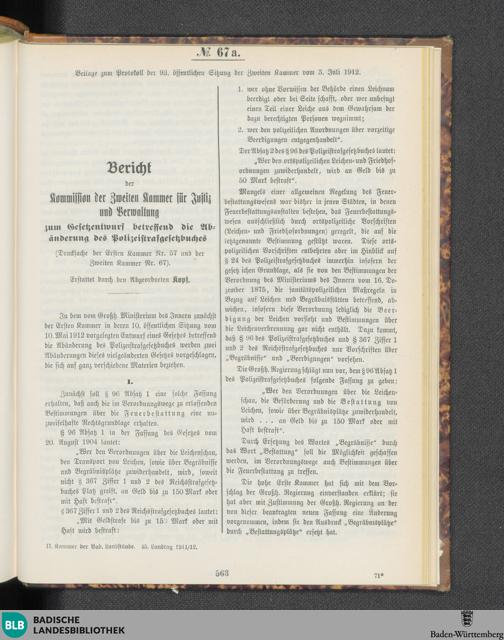 № 67a.
Beilage zum Protokoll der 93. öffentlichen Sitzung der Zweiten Kammer vom 3. Juli 1912.
Bericht
der
Kommission der Zweiten Kammer für Justiz
und Verwaltung
zum Gesetzentwurf betreffend die Ab-
änderung des Polizeistrafgesetzbuches
(Drucksache der Ersten Kammer Nr. 57 und der
Zweiten Kammer Nr. 67).
Erstattet durch den Abgeordneten Kopf.
In dem vom Großh. Ministerium des Innern zunächst
der Ersten Kammer in deren 10. öffentlichen Sitzung vom
10. Mai 1912 vorgelegten Entwurf eines Gesetzes betreffend
die Abänderung des Polizeistrafgesetzbuches werden zwei
Abänderungen dieses vielgeänderten Gesetzes vorgeschlagen,
die sich auf ganz verschiedene Materien beziehen.
I.
Zunächst soll § 96 Absatz 1 eine solche Fassung
erhalten, daß auch die im Verordnungswege zu erlassenden
Bestimmungen über die Feuerbestattung eine un-
zweifelhafte Rechtsgrundlage erhalten.
§ 96 Absatz 1 in der Fassung des Gesetzes vom
20. August 1904 lautet:
„Wer den Verordnungen über die Leichenschau,
den Transport von Leichen, sowie über Begräbnisse
und Begräbnisplätze zuwiderhandelt, wird, soweit
nicht § 367 Ziffer 1 und 2 des Reichsstrafgesetz-
buches Platz greift, an Geld bis zu 150 Mark oder
mit Haft bestraft“.
§ 367 Ziffer 1 und 2 des Reichsstrafgesetzbuches lautet:
„Mit Geldstrafe bis zu 150 Mark oder mit
Haft wird bestraft:
1. wer ohne Vorwissen der Behörde einen Leichnam
beerdigt oder bei Seite schafft, oder wer unbefugt
einen Teil einer Leiche aus dem Gewahrsam der
dazu berechtigten Personen wegnimmt;
2. wer den polizeilichen Anordnungen über vorzeitige
Beerdigungen entgegenhandelt“.
Der Absatz 2 des § 96 des Polizeistrafgesetzbuches lautet:
„Wer den ortspolizeilichen Leichen- und Friedhof-
ordnungen zuwiderhandelt, wird an Geld bis zu
50 Mark bestraft“.
Mangels einer allgemeinen Regelung des Feuer-
bestattungswesens war bisher in jenen Städten, in denen
Feuerbestattungsanstalten bestehen, das Feuerbestattungs-
wesen ausschließlich durch ortspolizeiliche Vorschriften
(Leichen- und Friedhofordnungen) geregelt, die auf die
letztgenannte Bestimmung gestützt waren. Diese orts-
polizeilichen Vorschriften entbehrten aber im Hinblick auf
§ 24 des Polizeistrafgesetzbuches immerhin insofern der
gesetzlichen Grundlage, als sie von den Bestimmungen der
Verordnung des Ministeriums des Innern vom 16. De-
zember 1875, die sanitätspolizeilichen Maßregeln in
Bezug auf Leichen und Begräbnisstätten betreffend, ab-
wichen, insofern diese Verordnung lediglich die Beer-
digung der Leichen vorsieht und Bestimmungen über
die Leichenverbrennung gar nicht enthält. Dazu kommt,
daß § 96 des Polizeistrafgesetzbuches und § 367 Ziffer 1
und 2 des Reichsstrafgesetzbuches nur Vorschriften über
„Begräbnisse“ und „Beerdigungen“ vorsehen.
Die Großh. Regierung schlägt nun vor, dem § 96 Absatz 1
des Polizeistrafgesetzbuches folgende Fassung zu geben:
„Wer den Verordnungen über die Leichen-
schau, die Beförderung und die Bestattung von
Leichen, sowie über Begräbnisplätze zuwiderhandelt,
wird . . . . an Geld bis zu 150 Mark oder mit
Haft bestraft“.
Durch Ersetzung des Wortes „Begräbnisse“ durch
das Wort „Bestattung“ soll die Möglichkeit geschaffen
werden, im Verordnungswege auch Bestimmungen über
die Feuerbestattung zu treffen.
Die hohe Erste Kammer hat sich mit dem Vor-
schlag der Großh. Regierung einverstanden erklärt; sie
hat aber mit Zustimmung der Großh. Regierung an der
von dieser beantragten neuen Fassung eine Änderung
vorgenommen, indem sie den Ausdruck „Begräbnisplätze“
durch „Bestattungsplätze“ ersetzt hat.
II. Kammer der Bad. Landstände. 45. Landtag 1911/12.
563
71*
BLB
BADISCHE
LANDESBIBLIOTHEK
Baden-Württemberg